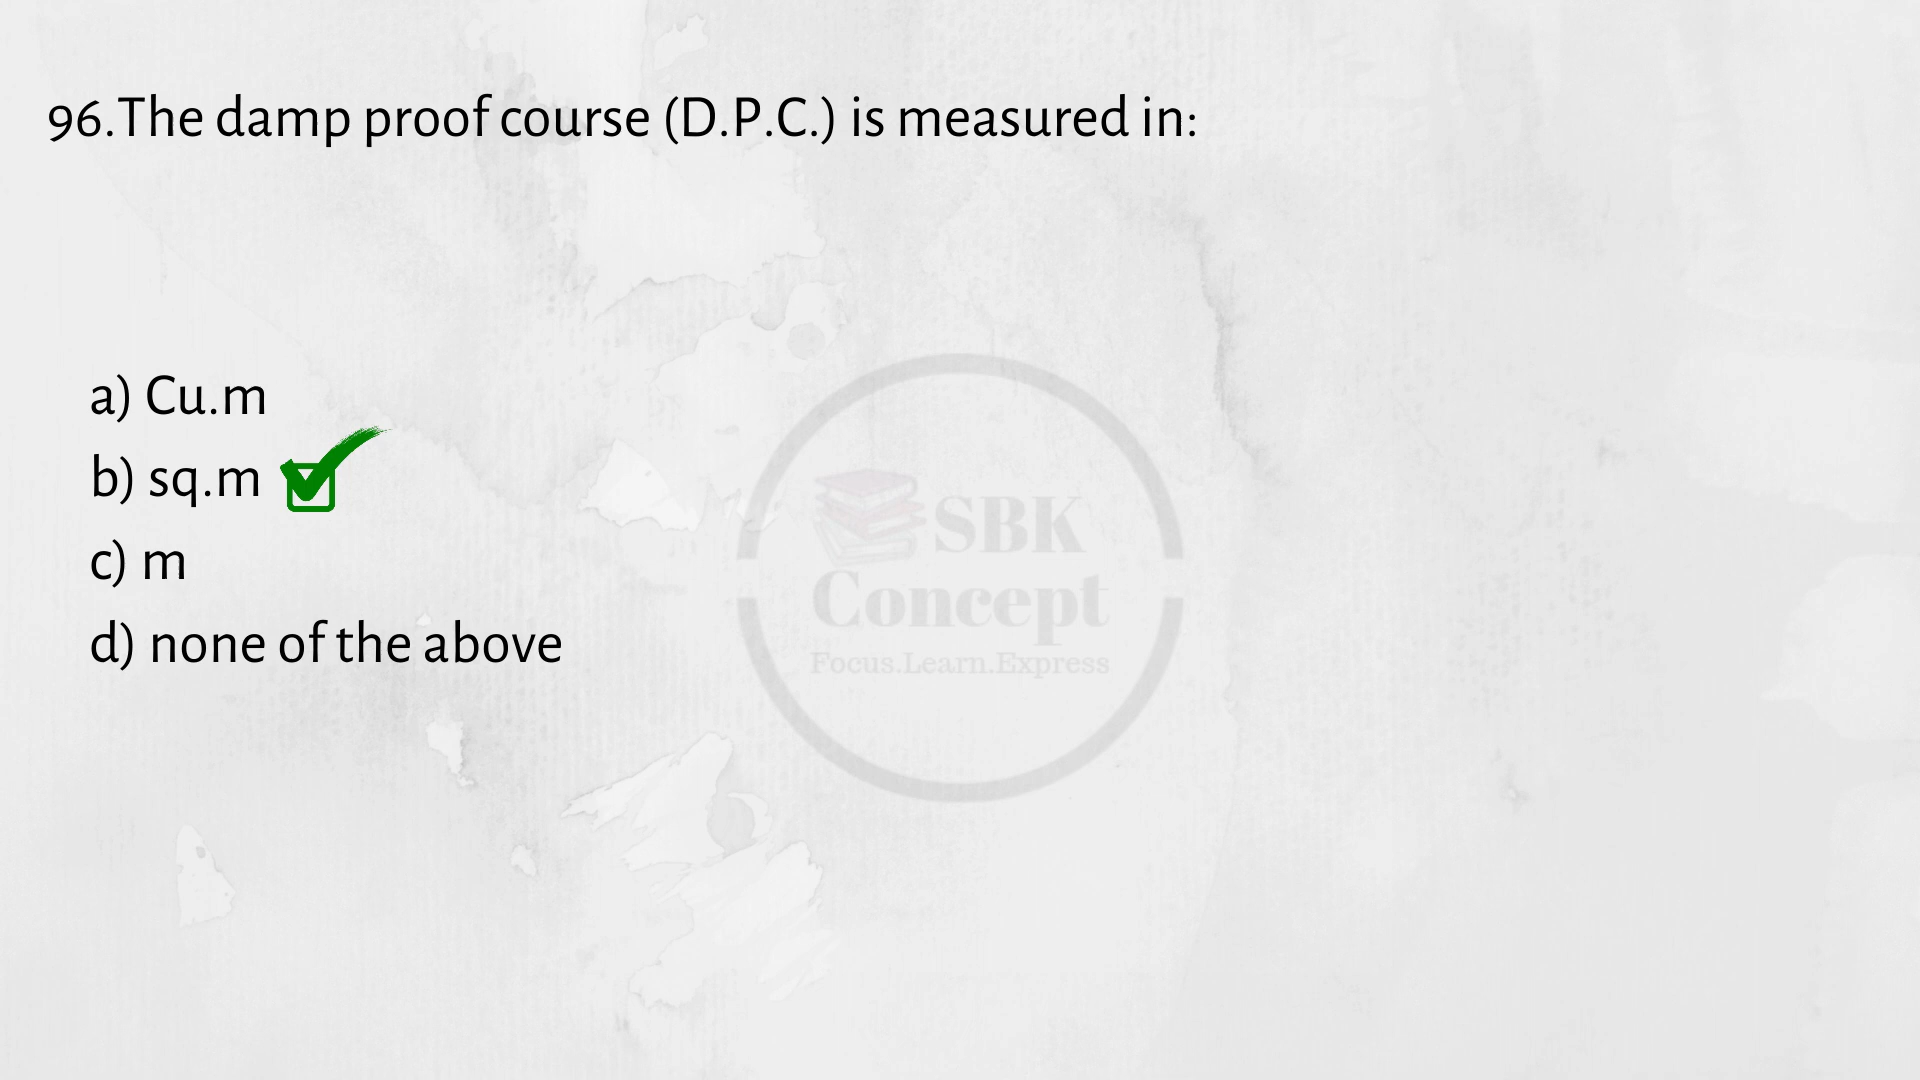 96.The damp proof course (D.P.C.) is measured in:
a) Cu.m
b) sq.m
c) m
d) none of the above
SBK
Concept
Focus.Learn.Express